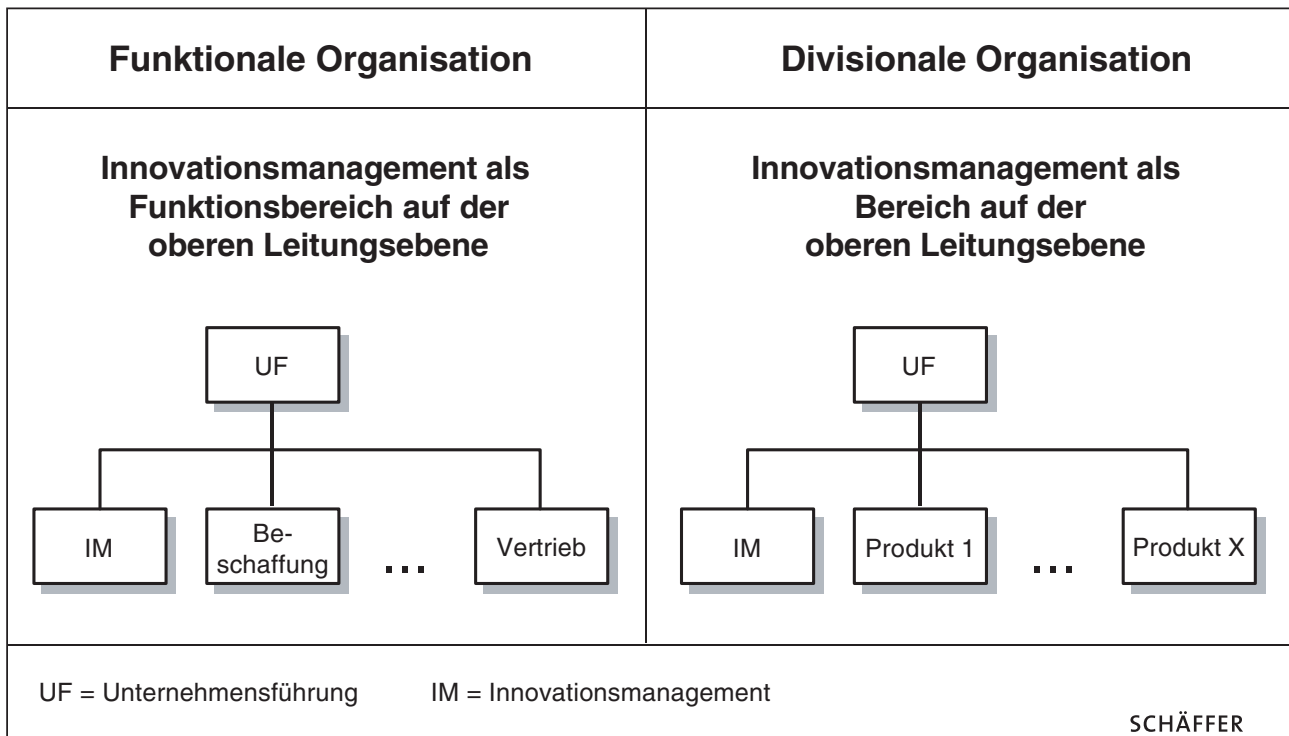 Funktionale Organisation
Divisionale Organisation
Innovationsmanagement als
Funktionsbereich auf der
oberen Leitungsebene
UF
IM
Be-
schaffung
...
Vertrieb
Innovationsmanagement als
Bereich auf der
oberen Leitungsebene
UF
IM
Produkt 1
...
Produkt X
UF = Unternehmensführung
IM = Innovationsmanagement
SCHÄFFER